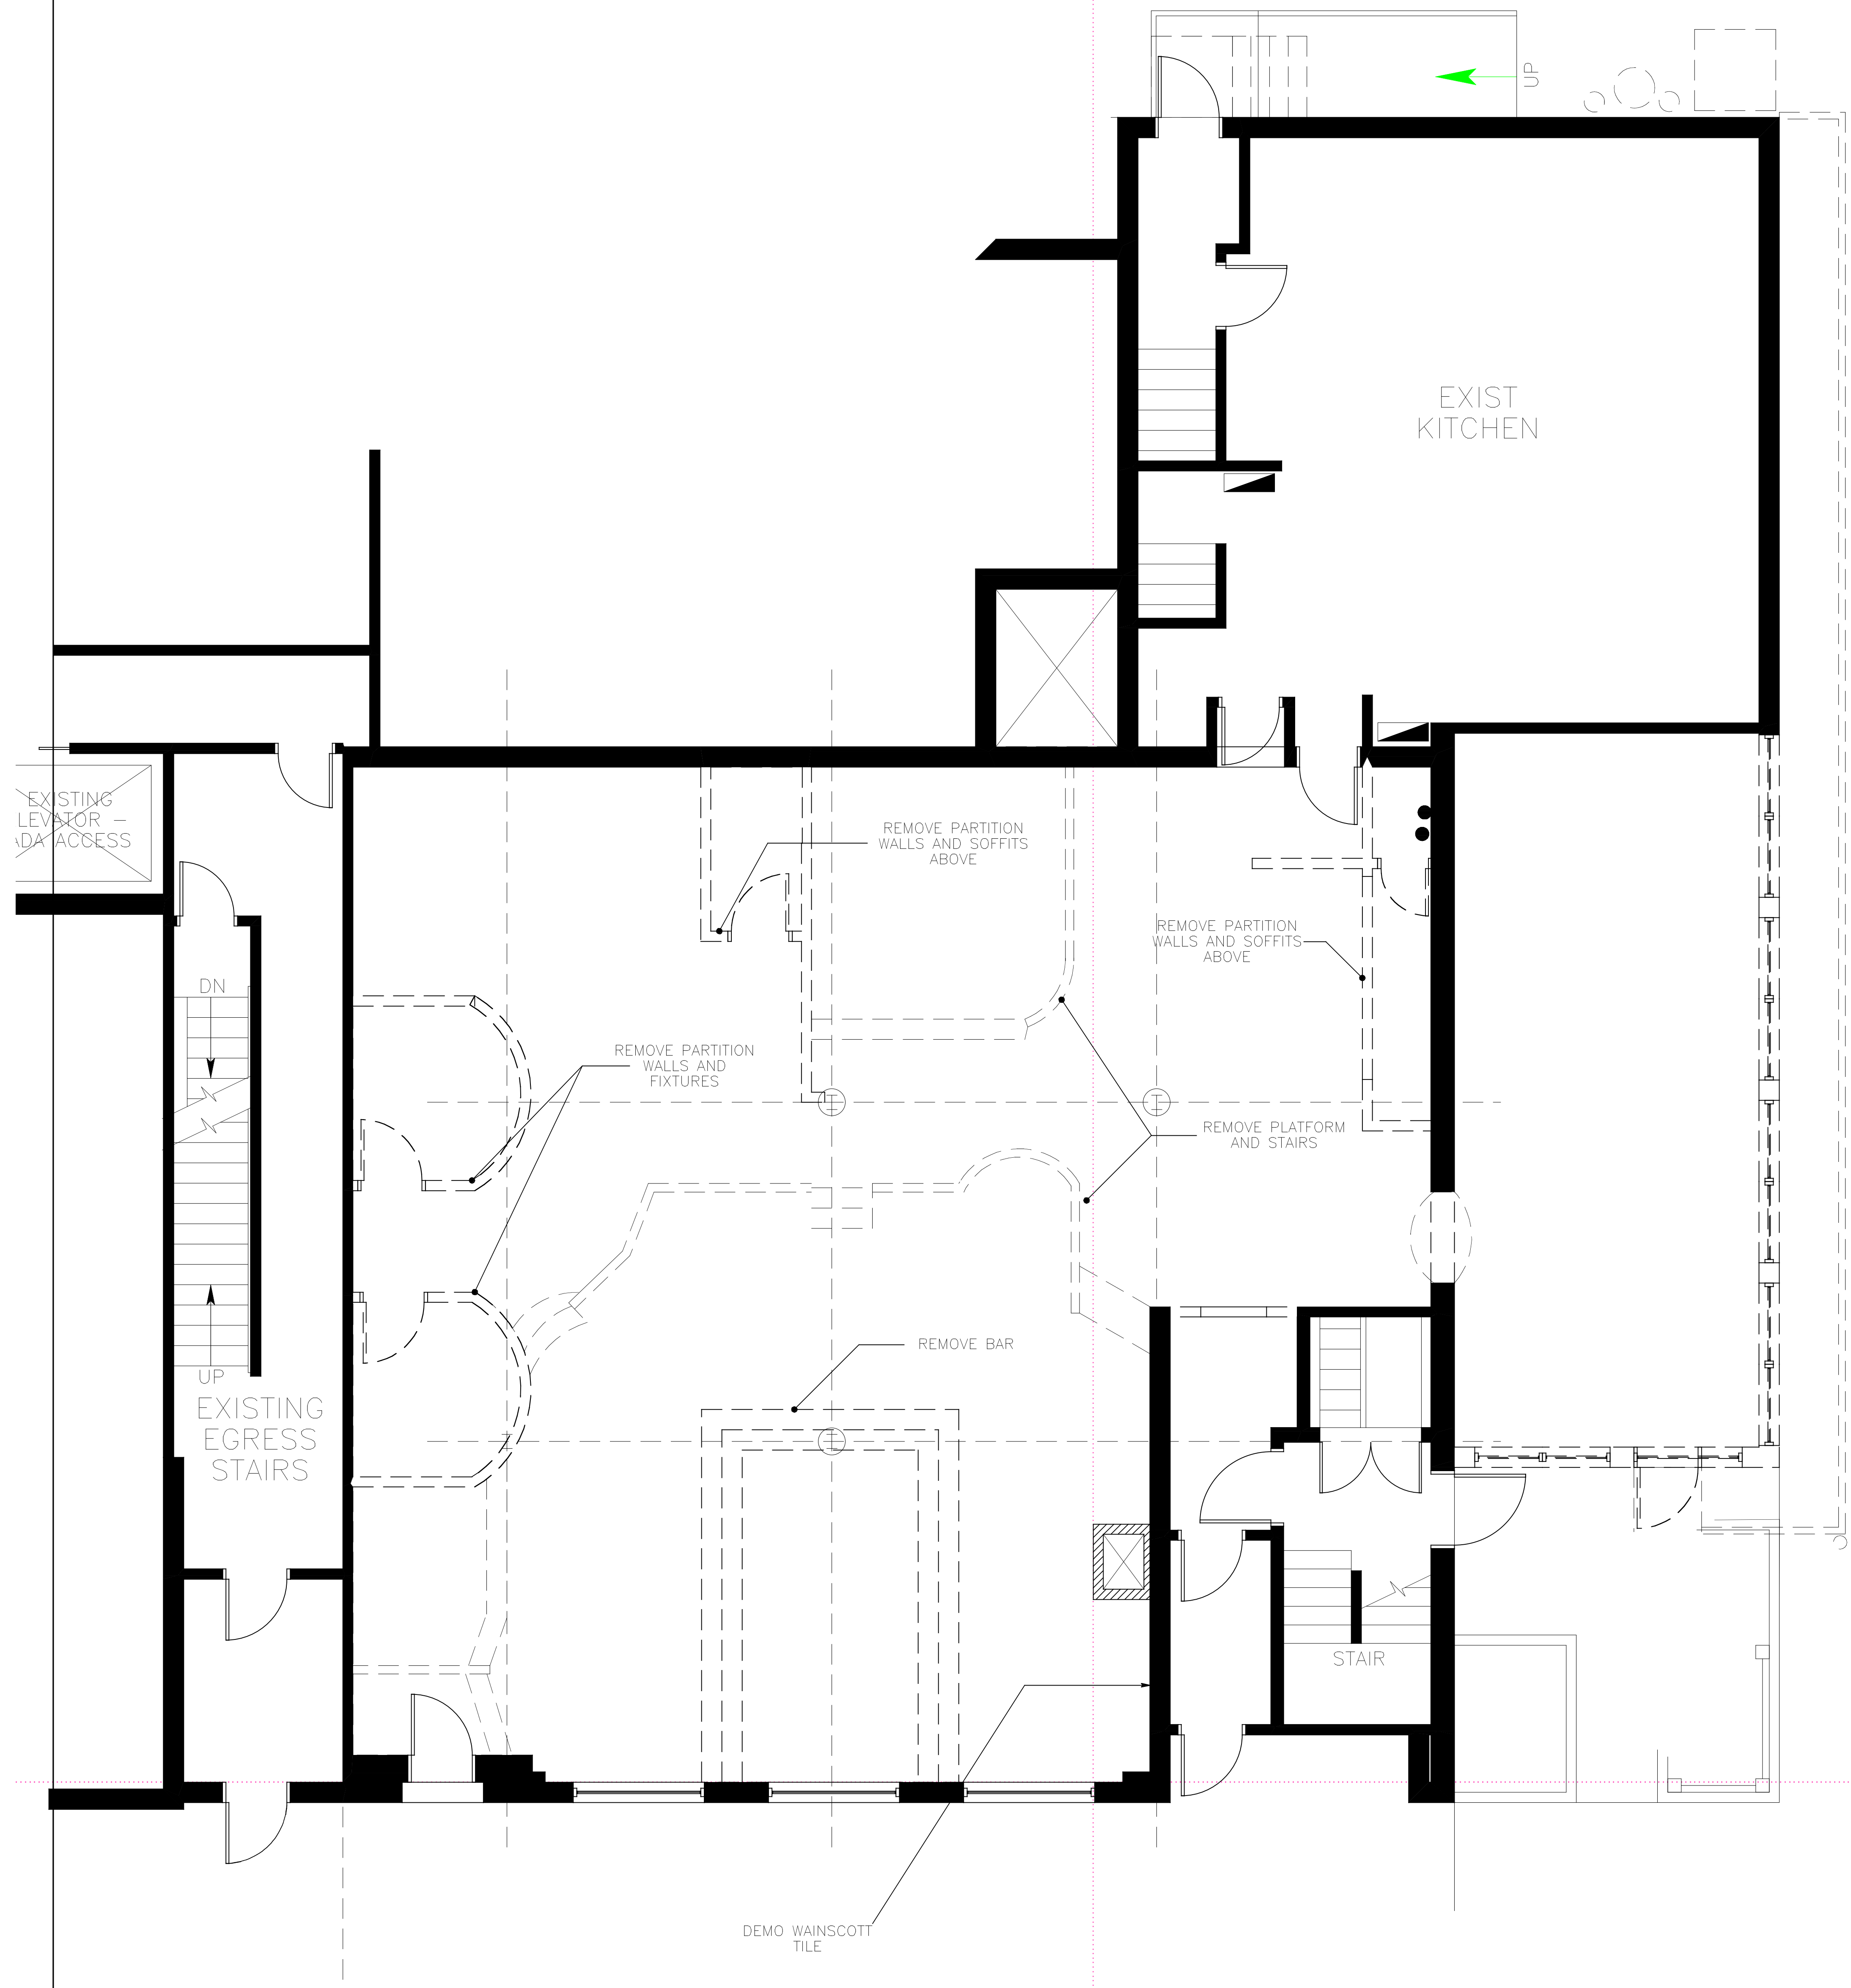 UP
EXIST
KITCHEN
EXISTING
LEVATOR –
ADA ACCESS
REMOVE PARTITION
WALLS AND SOFFITS
ABOVE
REMOVE PARTITION
WALLS AND SOFFITS
ABOVE
DN
REMOVE PARTITION
WALLS AND
FIXTURES
REMOVE PLATFORM
AND STAIRS
REMOVE BAR
UP
EXISTING
EGRESS
STAIRS
STAIR
DEMO WAINSCOTT
TILE